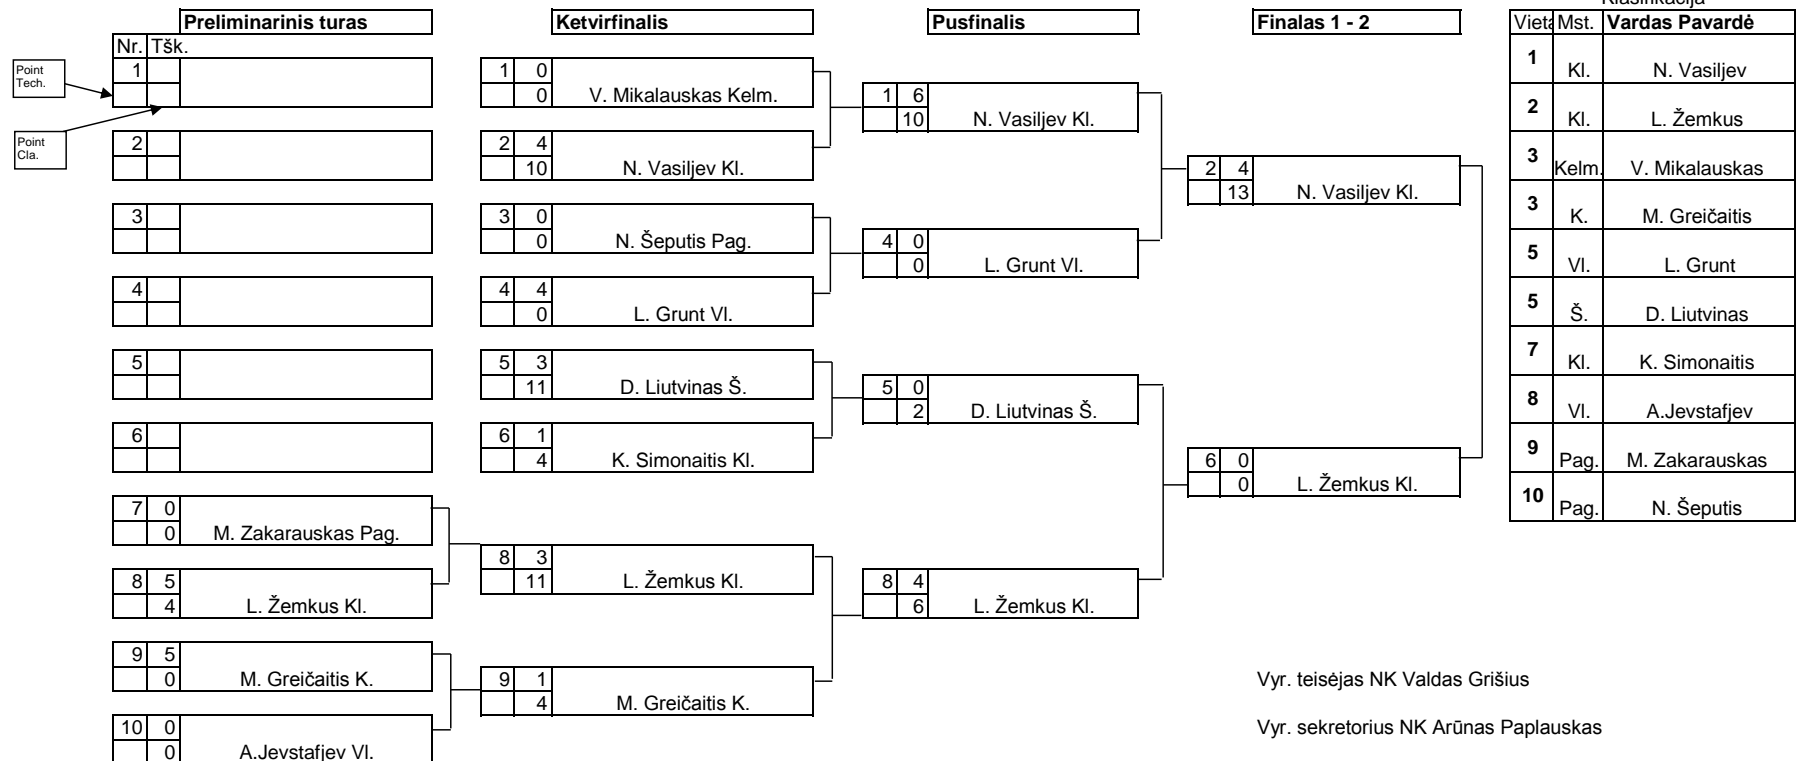 Klasifikacija
Preliminarinis turas Ketvirfinalis Pusfinalis Finalas 1 - 2 Vieta Mst. Vardas Pavardė
Nr. Tšk.
Point
Tech.
Point
Cla.
1
2
3
4
5
6
7 0
0 M. Zakarauskas Pag.
8 5
4 L. Žemkus Kl.
9 5
0 M. Greičaitis K.
10 0
0 A.Jevstafjev Vl.
1 0
0 V. Mikalauskas Kelm.
2 4
10 N. Vasiljev Kl.
3 0
0 N. Šeputis Pag.
4 4
0 L. Grunt Vl.
5 3
11 D. Liutvinas Š.
6 1
4 K. Simonaitis Kl.
8 3
11 L. Žemkus Kl.
9 1
4 M. Greičaitis K.
1 6
10 N. Vasiljev Kl.
4 0
0 L. Grunt Vl.
5 0
2 D. Liutvinas Š.
8 4
6 L. Žemkus Kl.
2 4
13 N. Vasiljev Kl.
6 0
0 L. Žemkus Kl.
1 Kl. N. Vasiljev
2 Kl. L. Žemkus
3 Kelm. V. Mikalauskas
3 K. M. Greičaitis
5 Vl. L. Grunt
5 Š. D. Liutvinas
7 Kl. K. Simonaitis
8 Vl. A.Jevstafjev
9 Pag. M. Zakarauskas
10 Pag. N. Šeputis
Vyr. teisėjas NK Valdas Grišius
Vyr. sekretorius NK Arūnas Paplauskas